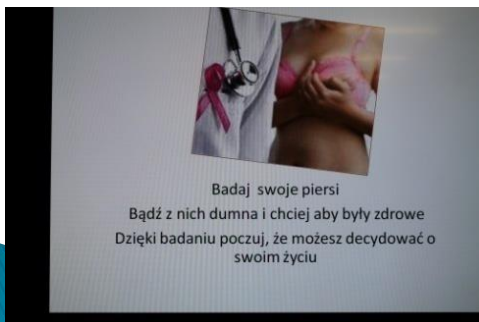 Badaj swoje piersi
Bądź z nich dumna i chciej aby były zdrowe
Dzięki badaniu poczuj, że możesz decydować o
swoim życiu